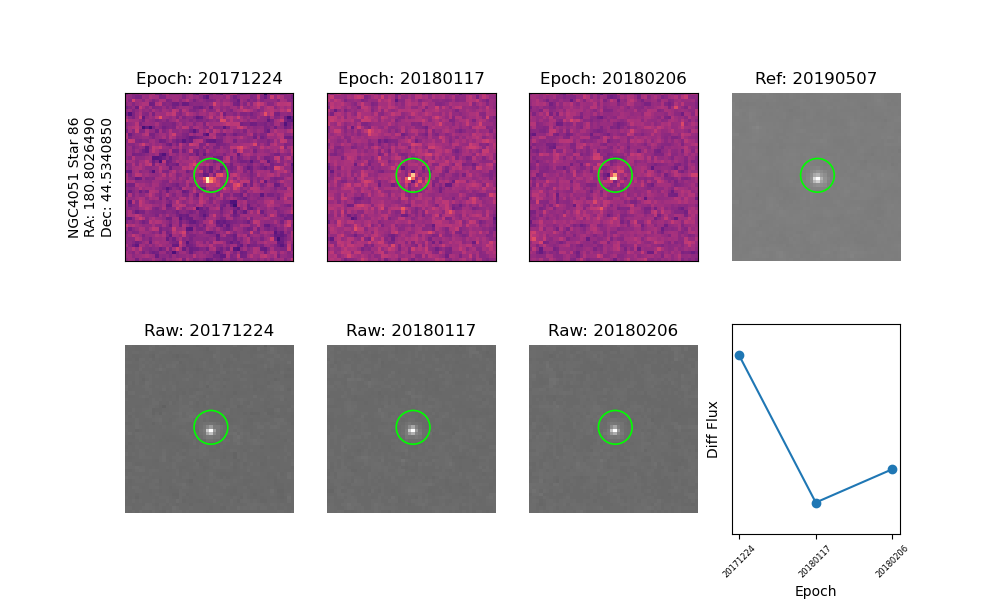 NGC4051 Star 86
RA: 180.8026490
Dec: 44.5340850
Epoch: 20171224
Epoch: 20180117
Epoch: 20180206
Ref: 20190507
Raw: 20171224
Raw: 20180117
Raw: 20180206
Diff Flux
20171224
20180117
20180206
Epoch